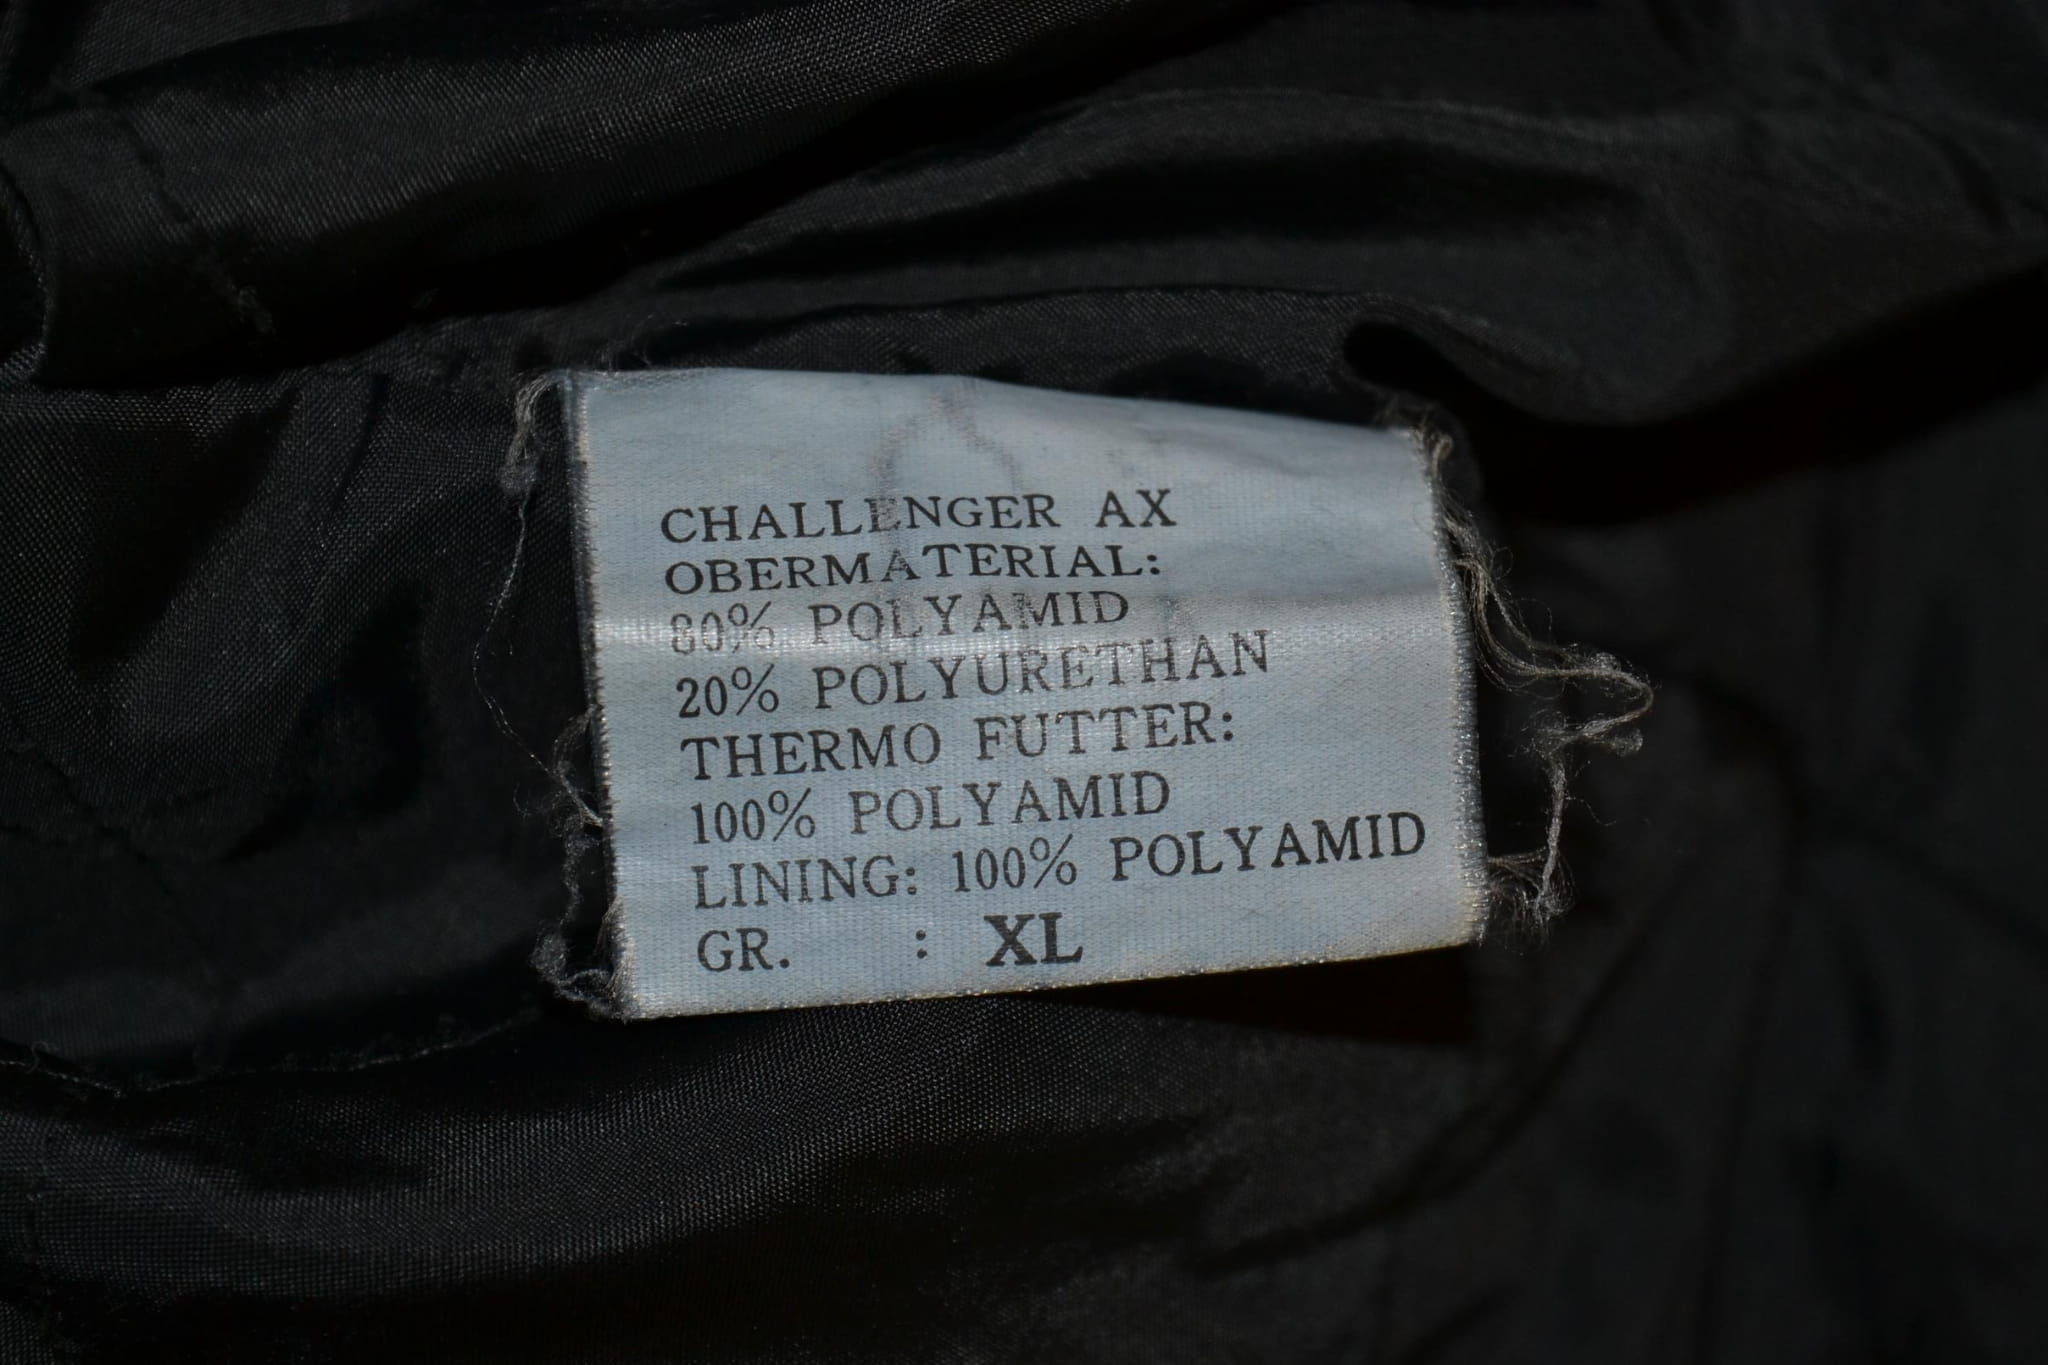 CHALLENGER AX
OBERMATERIAL:
80% POLYAMID
20% POLYURETHAN
THERMO FUTTER:
100% POLYAMID
LINING: 100% POLYAMID
GR. : XL